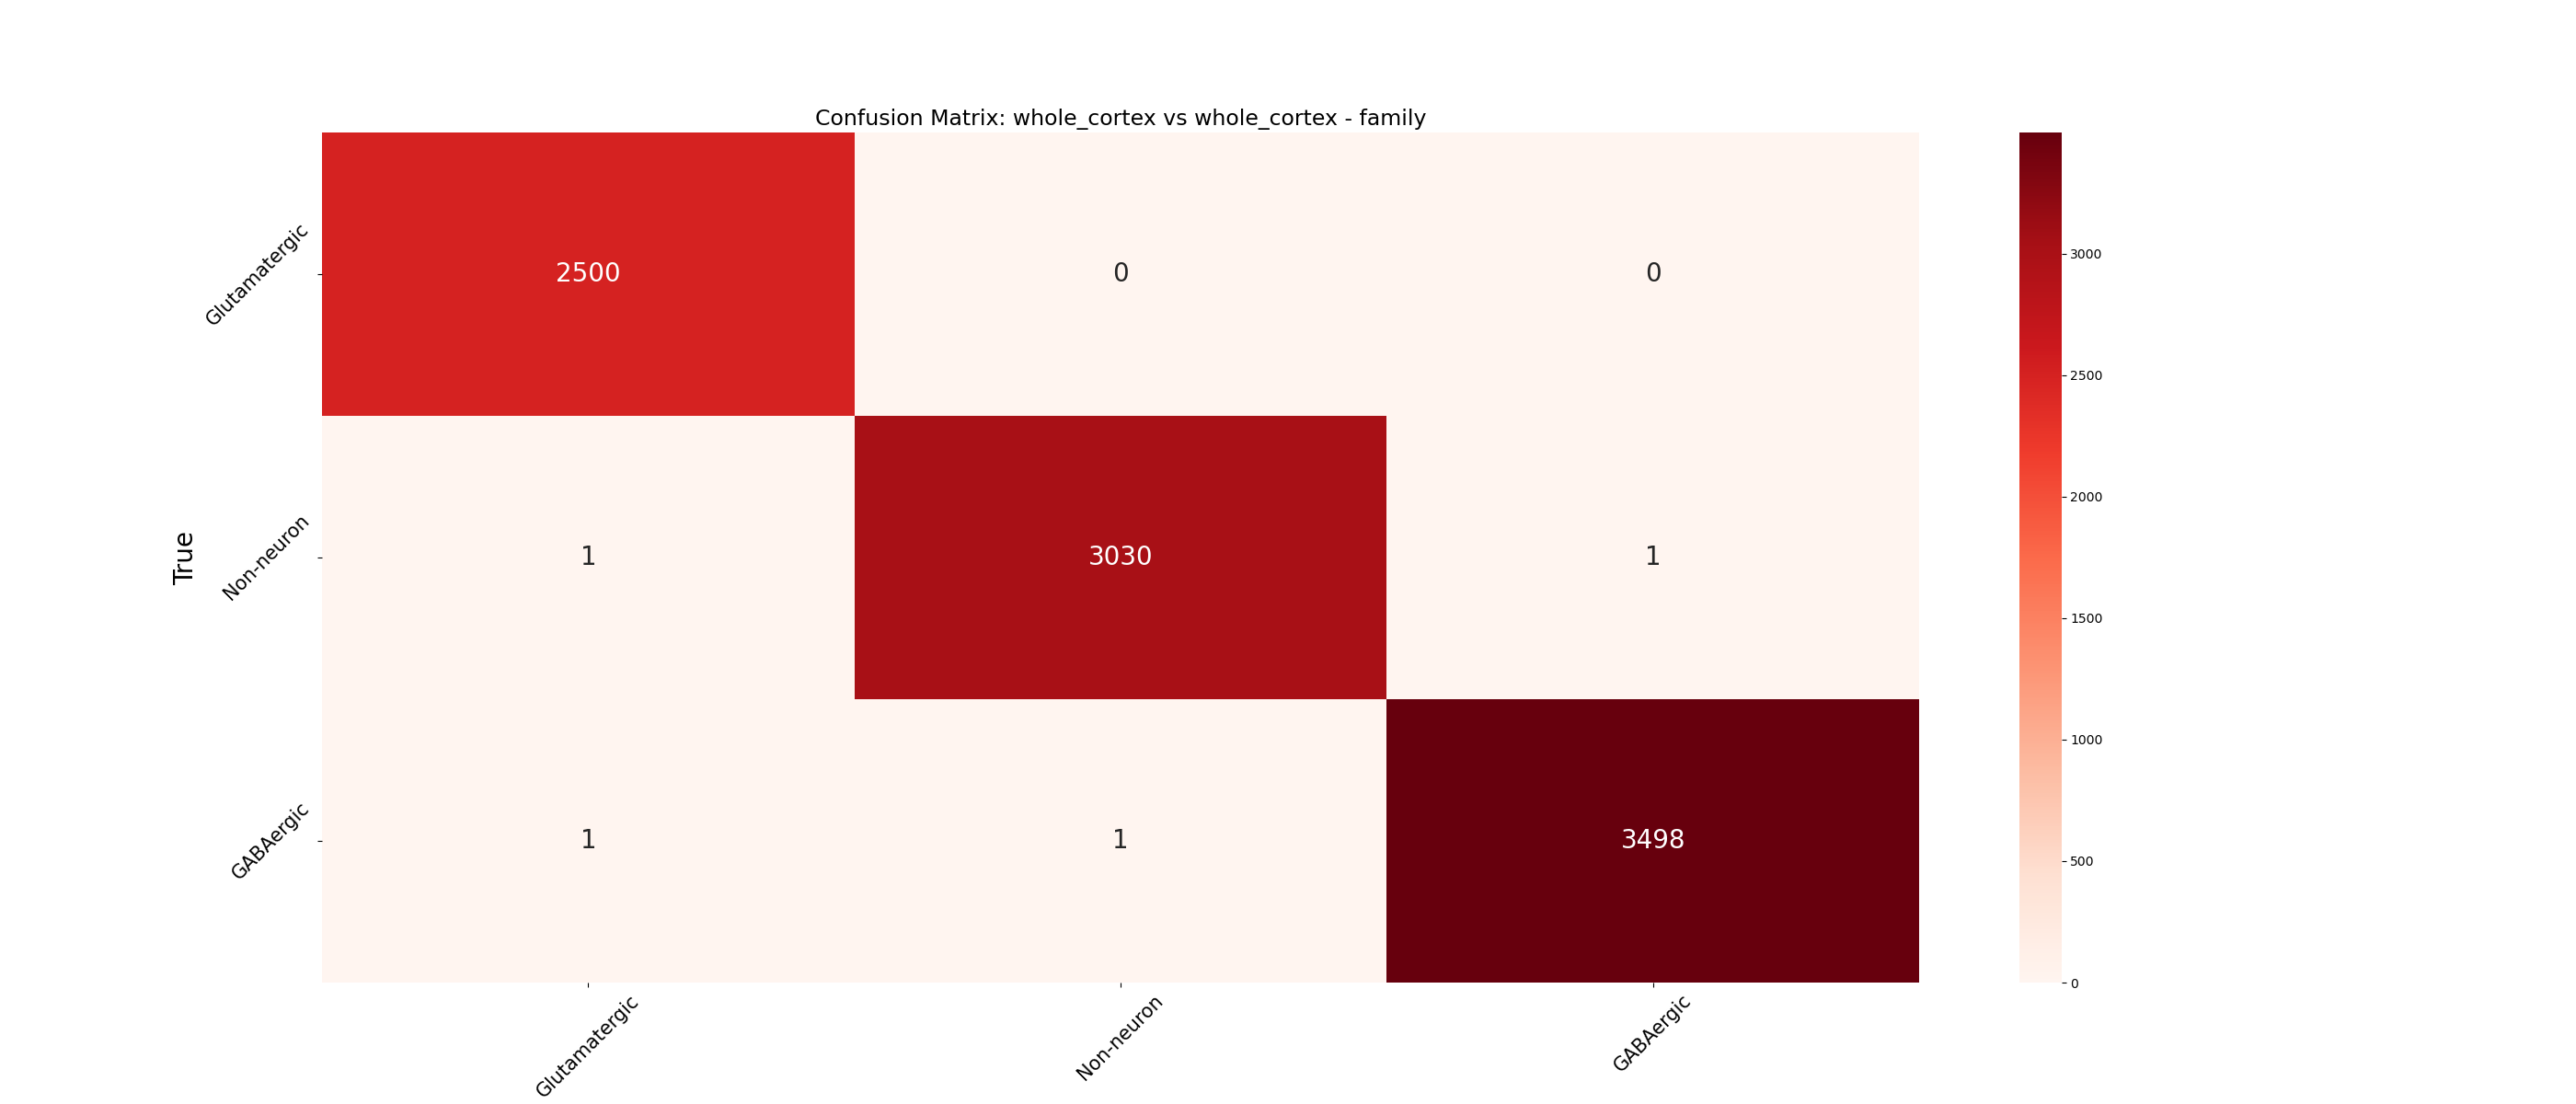 Confusion Matrix: whole_cortex vs whole_cortex - family
True
Glutamatergic
2500 0 0
Non-neuron
1 3030 1
GABAergic
1 1 3498
Glutamatergic Non-neuron GABAergic
3000
2500
2000
1500
1000
500
0